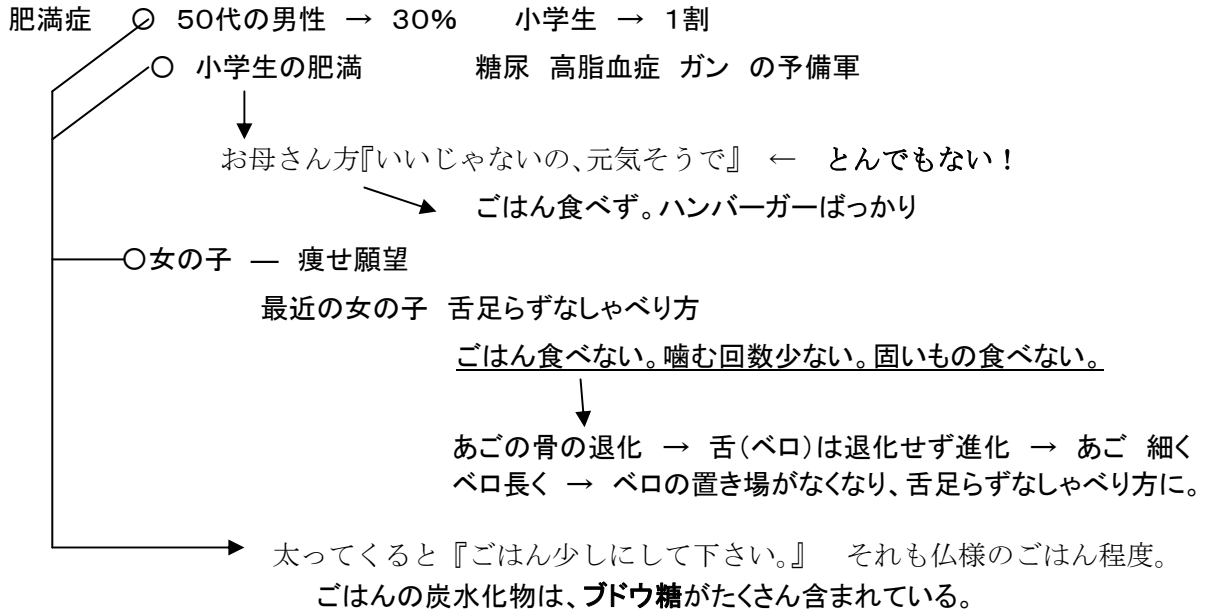 肥満症 ◎ 50代の男性 → 30% 小学生 → 1割
○ 小学生の肥満 糖尿 高脂血症 ガン の予備軍
お母さん方『いいじゃないの、元気そうで』 ← とんでもない！
ごはん食べず。ハンバーガーばっかり
○女の子 ― 痩せ願望
最近の女の子 舌足らずなしゃべり方
ごはん食べない。噛む回数少ない。固いもの食べない。
あごの骨の退化 → 舌（ベロ）は退化せず進化 → あご 細く
ベロ長く → ベロの置き場がなくなり、舌足らずなしゃべり方に。
太ってくると『ごはん少しにして下さい。』 それも仏様のごはん程度。
ごはんの炭水化物は、ブドウ糖がたくさん含まれている。